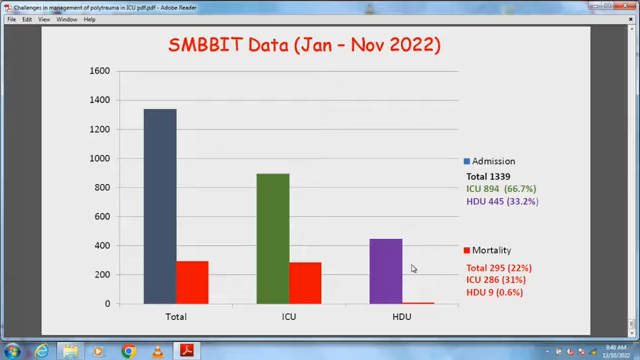 Challenges in management of polytrauma in ICU pdf.pdf - Adobe Reader
File Edit View Window Help
SMBBIT Data (Jan – Nov 2022)
1600
1400
1200
1000
800
600
400
200
0
Total ICU HDU
Admission
Total 1339
ICU 894 (66.7%)
HDU 445 (33.2%)
Mortality
Total 295 (22%)
ICU 286 (31%)
HDU 9 (0.6%)
9:40 AM
12/10/2022